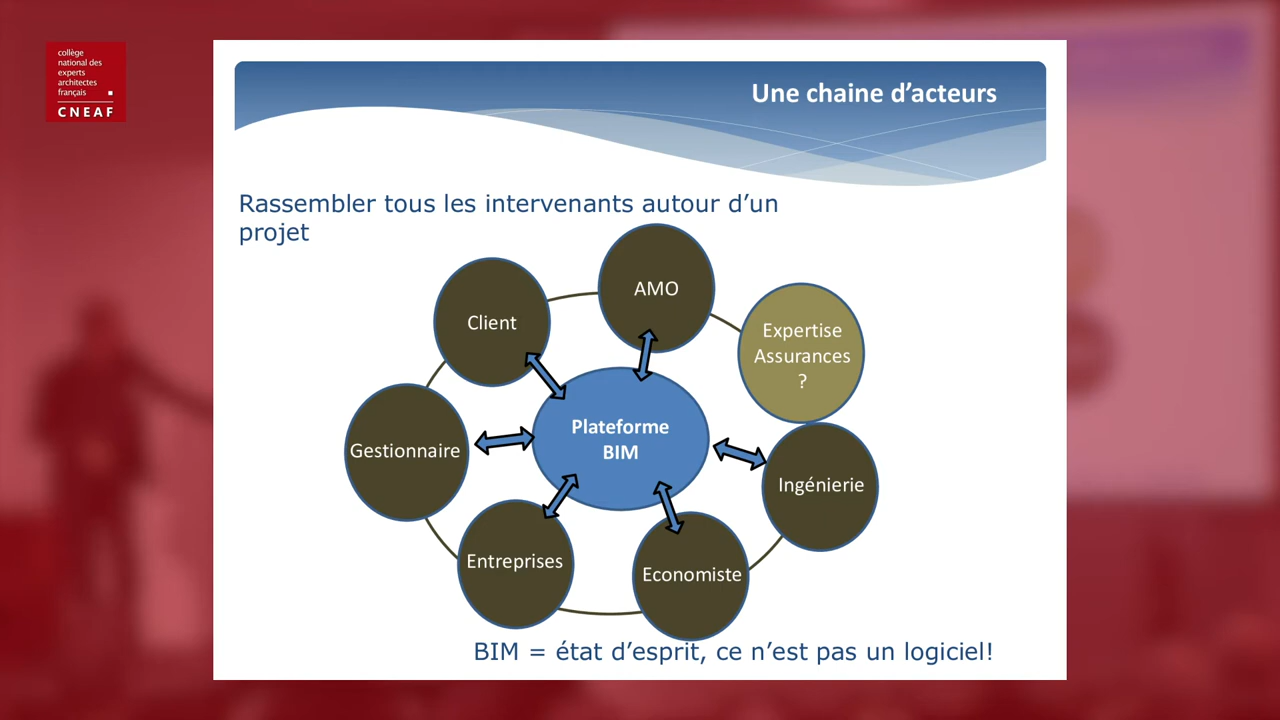 collège
national des
experts
architectes
français
CNEAF
Une chaine d’acteurs
Rassembler tous les intervenants autour d’un
projet
AMO
Client
Expertise
Assurances
?
Plateforme
BIM
Gestionnaire
Ingénierie
Entreprises
Economiste
BIM = état d’esprit, ce n’est pas un logiciel!